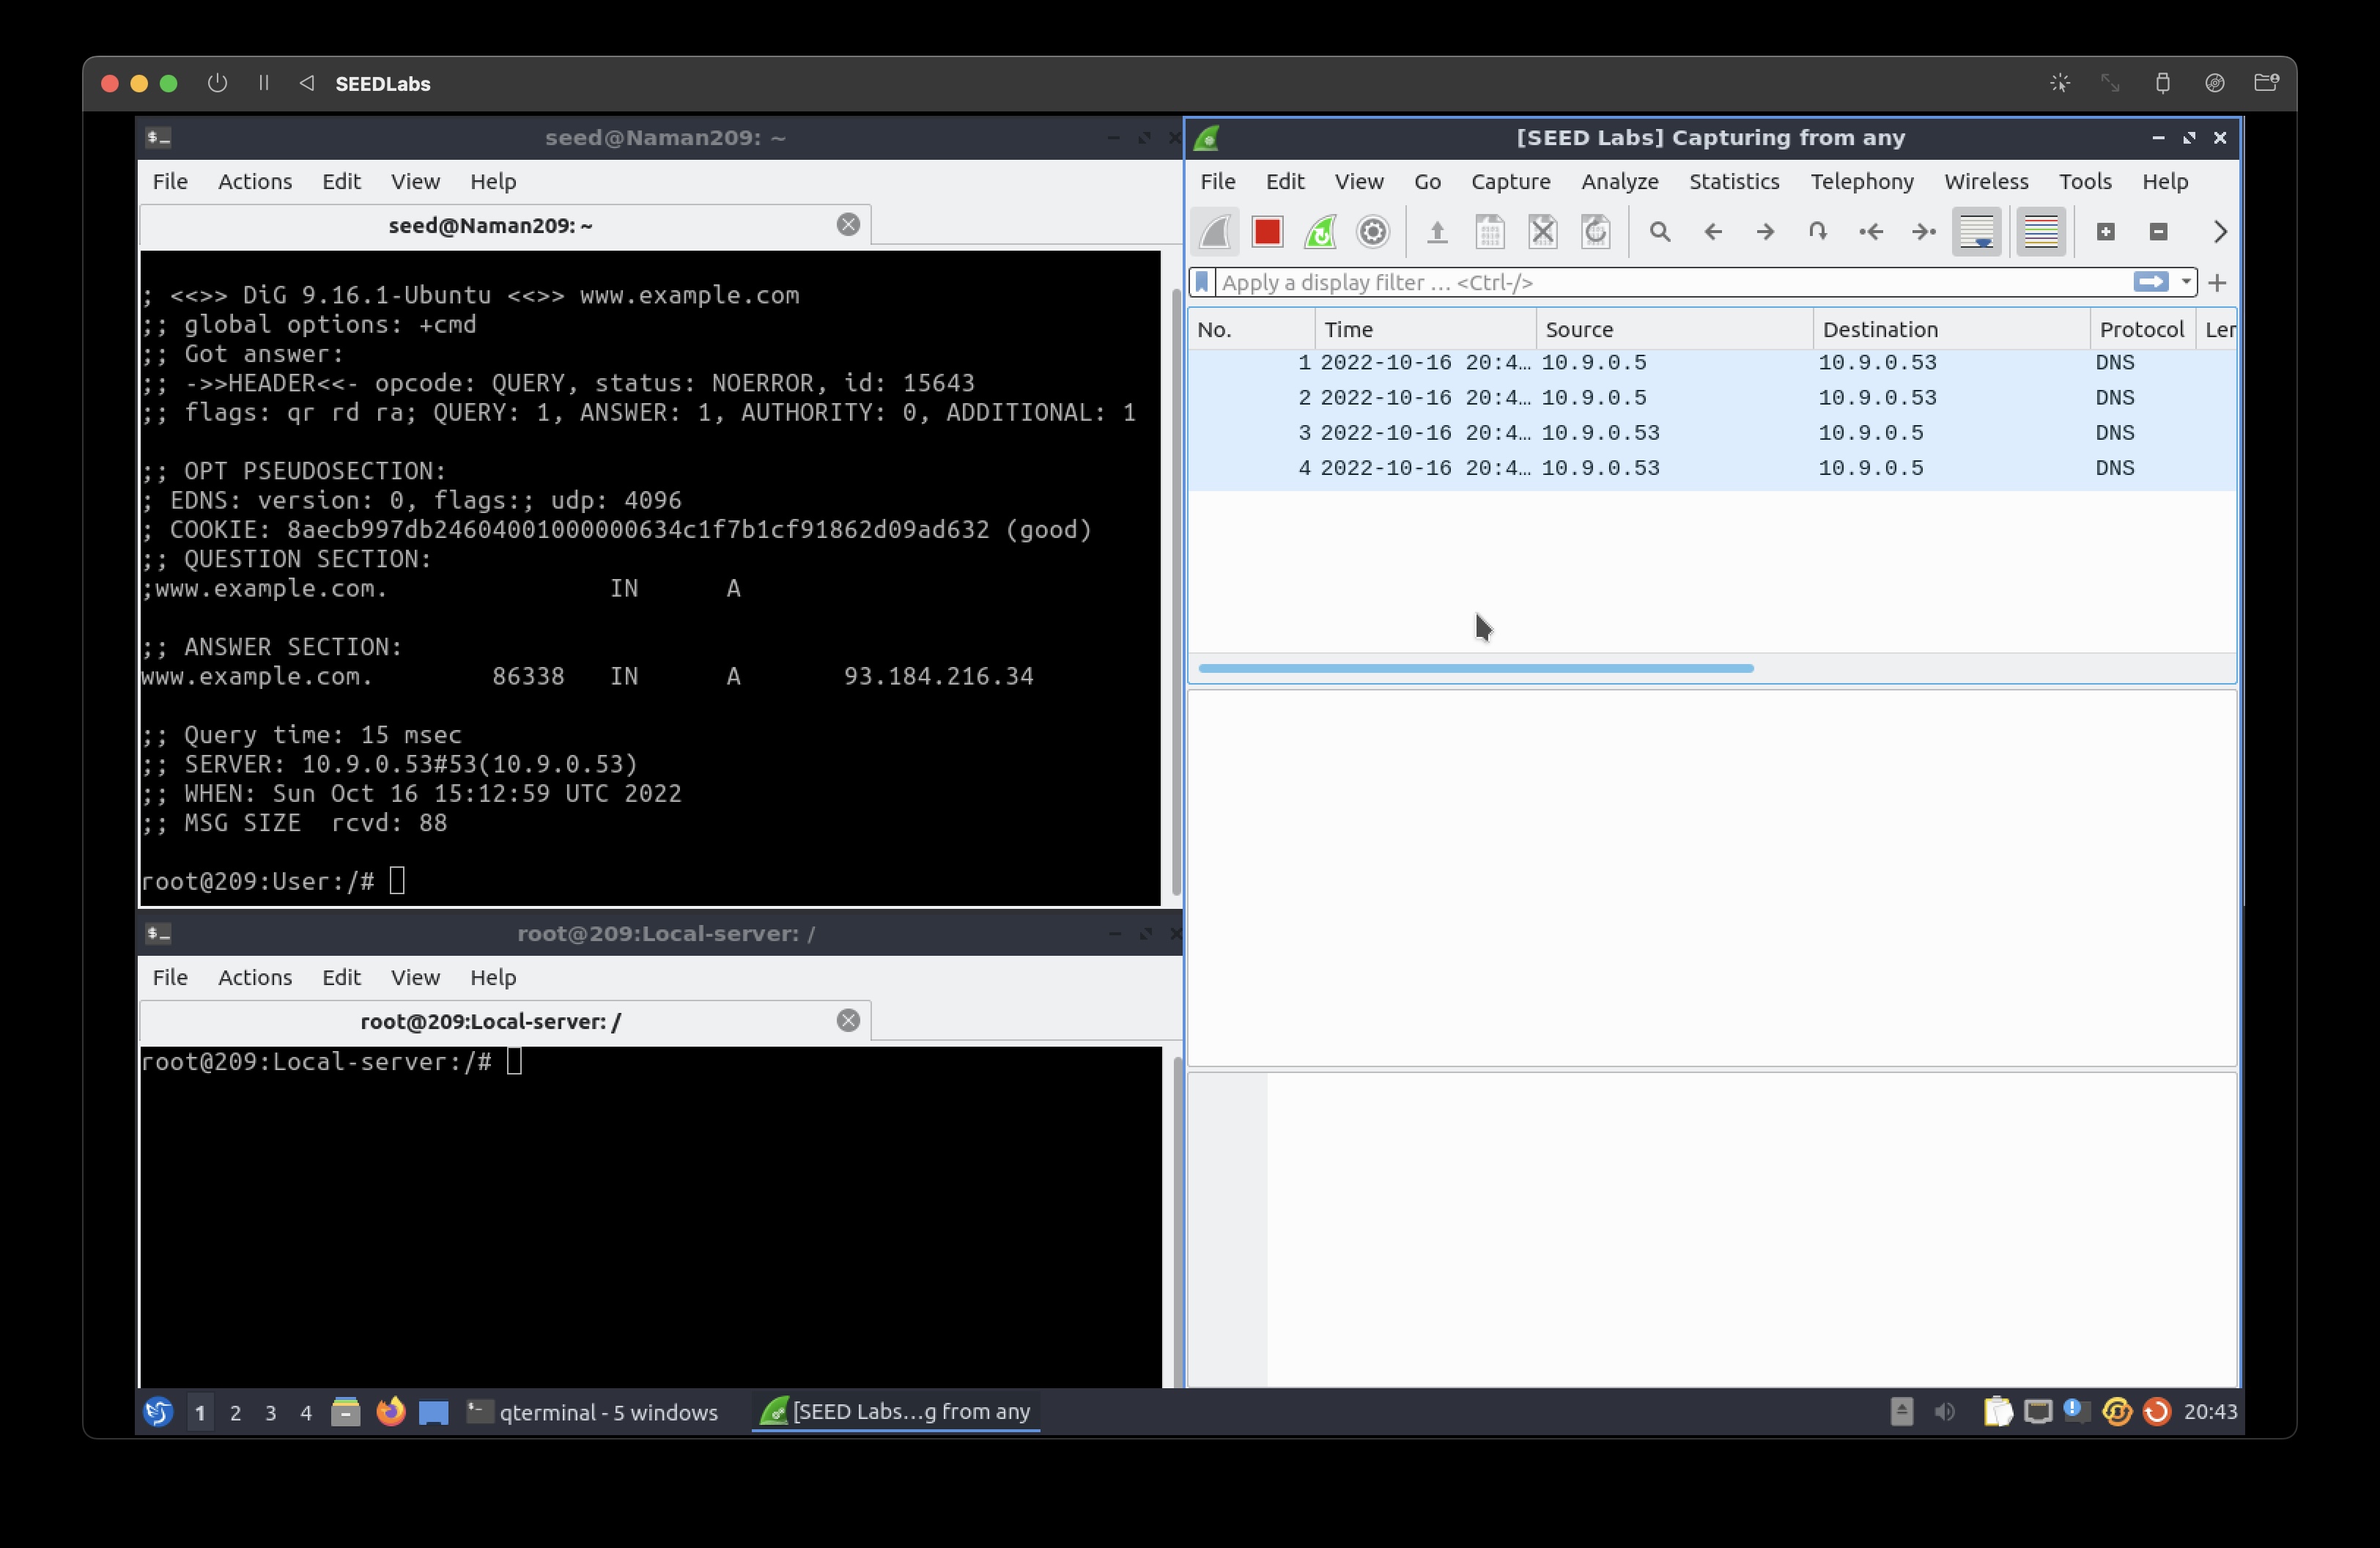 SEEDLabs
seed@Naman209: ~
File Actions Edit View Help
seed@Naman209: ~
; <<>> DiG 9.16.1-Ubuntu <<>> www.example.com
;; global options: +cmd
;; Got answer:
;; ->>HEADER<<- opcode: QUERY, status: NOERROR, id: 15643
;; flags: qr rd ra; QUERY: 1, ANSWER: 1, AUTHORITY: 0, ADDITIONAL: 1
;; OPT PSEUDOSECTION:
; EDNS: version: 0, flags:; udp: 4096
; COOKIE: 8aecb997db24604001000000634c1f7b1cf91862d09ad632 (good)
;; QUESTION SECTION:
;www.example.com. IN A
;; ANSWER SECTION:
www.example.com. 86338 IN A 93.184.216.34
;; Query time: 15 msec
;; SERVER: 10.9.0.53#53(10.9.0.53)
;; WHEN: Sun Oct 16 15:12:59 UTC 2022
;; MSG SIZE rcvd: 88
root@209:User:/#
root@209:Local-server: /
File Actions Edit View Help
root@209:Local-server: /
root@209:Local-server:/#
[SEED Labs] Capturing from any
File Edit View Go Capture Analyze Statistics Telephony Wireless Tools Help
Apply a display filter … <Ctrl-/>
No. Time Source Destination Protocol Ler
1 2022-10-16 20:4… 10.9.0.5 10.9.0.53 DNS
2 2022-10-16 20:4… 10.9.0.5 10.9.0.53 DNS
3 2022-10-16 20:4… 10.9.0.53 10.9.0.5 DNS
4 2022-10-16 20:4… 10.9.0.53 10.9.0.5 DNS
1 2 3 4 qterminal - 5 windows [SEED Labs...g from any 20:43